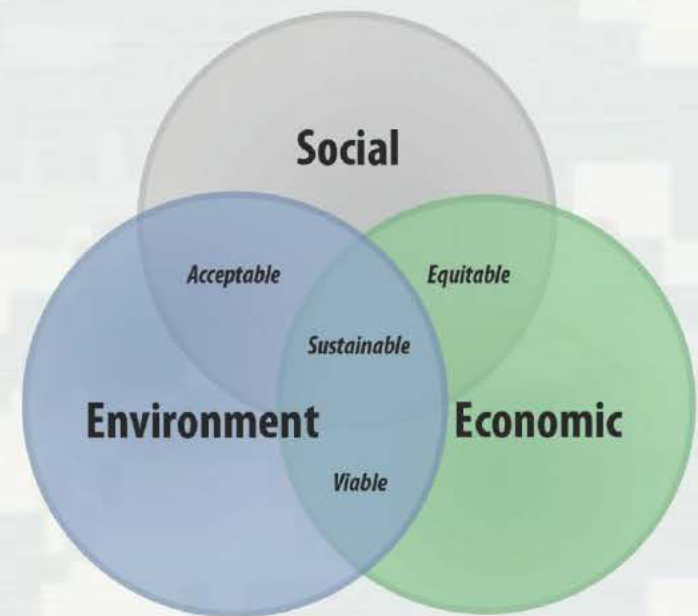 Social
Acceptable
Equitable
Sustainable
Environment
Economic
Viable